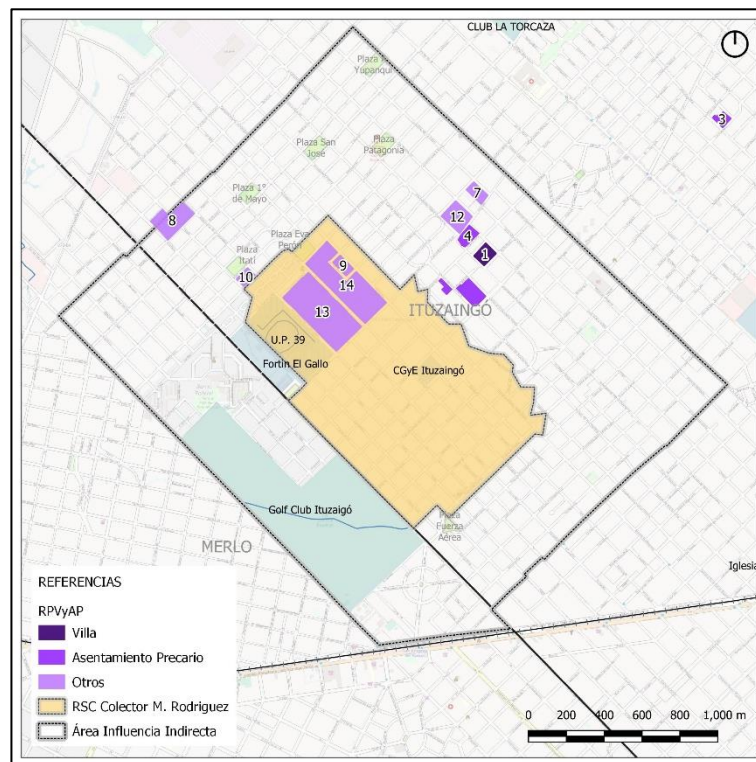 CLUB LA TORCAZA
Plaza
Yupanqui
Plaza San
José
Plaza
Patagonia
3
Plaza 1°
de Mayo
7
8
12
4
1
Plaza Eva
Perón
Plaza
Itatí
9
10
14
13
ITUZAINGÓ
U.P. 39
Fortin El Gallo
CGyE Ituzaingó
Golf Club Ituzaigó
Plaza
Fuerza
Aérea
MERLO
Iglesia
REFERENCIAS
RPVyAP
Villa
Asentamiento Precario
Otros
RSC Colector M. Rodriguez
Área Influencia Indirecta
0 200 400 600 800 1,000 m